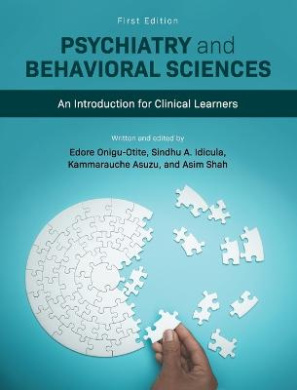 First Edition
PSYCHIATRY and
BEHAVIORAL SCIENCES
An Introduction for Clinical Learners
Written and edited by
Edore Onigu-Otite, Sindhu A. Idicula,
Kammarauche Asuzu, and Asim Shah